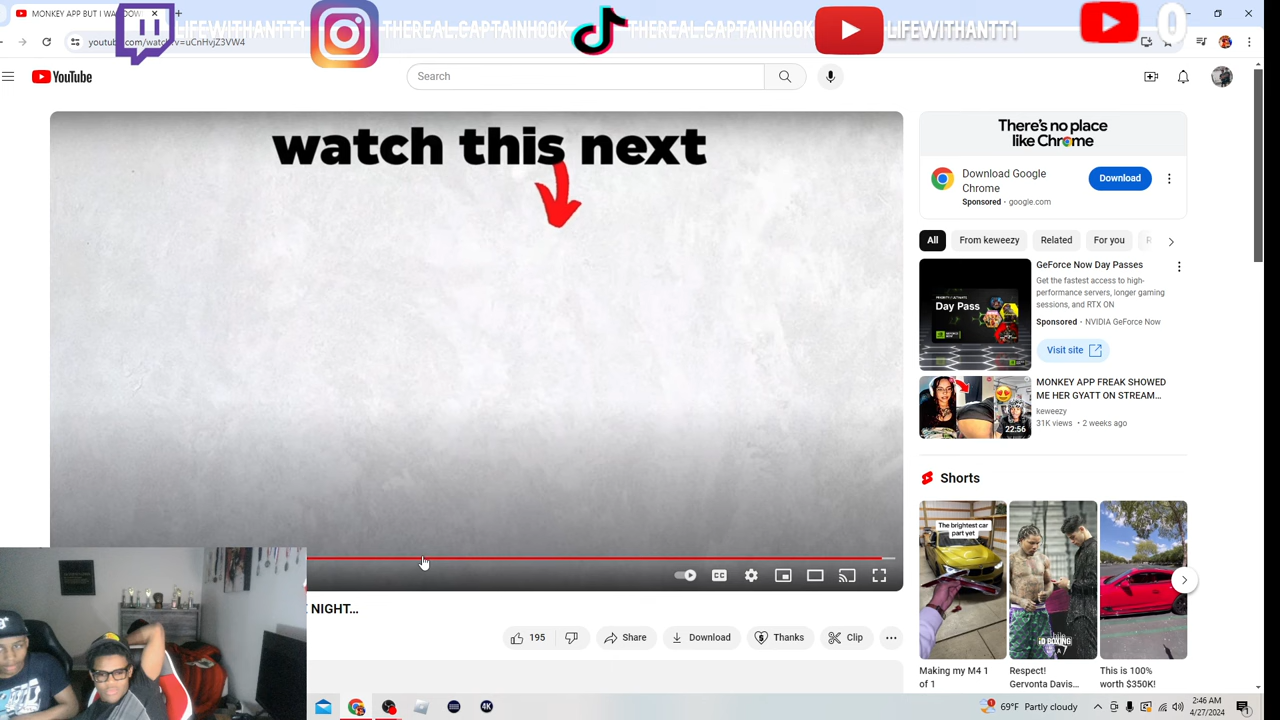 LIFEWITHANTT1
THEREAL.CAPTAINHOOK
THEREAL.CAPTAINHOOK
LIFEWITHANTT1
0
MONKEY APP BUT I WA
YouTube
Search
watch this next
There's no place
like Chrome
Download Google
Chrome
Sponsored · google.com
Download
All
From keweezy
Related
For you
GeForce Now Day Passes
Get the fastest access to high-
performance servers, longer gaming
sessions, and RTX ON
Sponsored · NVIDIA GeForce Now
Visit site
Day Pass
MONKEY APP FREAK SHOWED
ME HER GYATT ON STREAM…
keweezy
31K views • 2 weeks ago
22:56
Shorts
The brightest car
part yet
Making my M4 1
of 1
Respect!
Gervonta Davis…
This is 100%
worth $350K!
CC
NIGHT…
195
Share
Download
Thanks
Clip
4K
69°F Partly cloudy
2:46 AM
4/27/2024